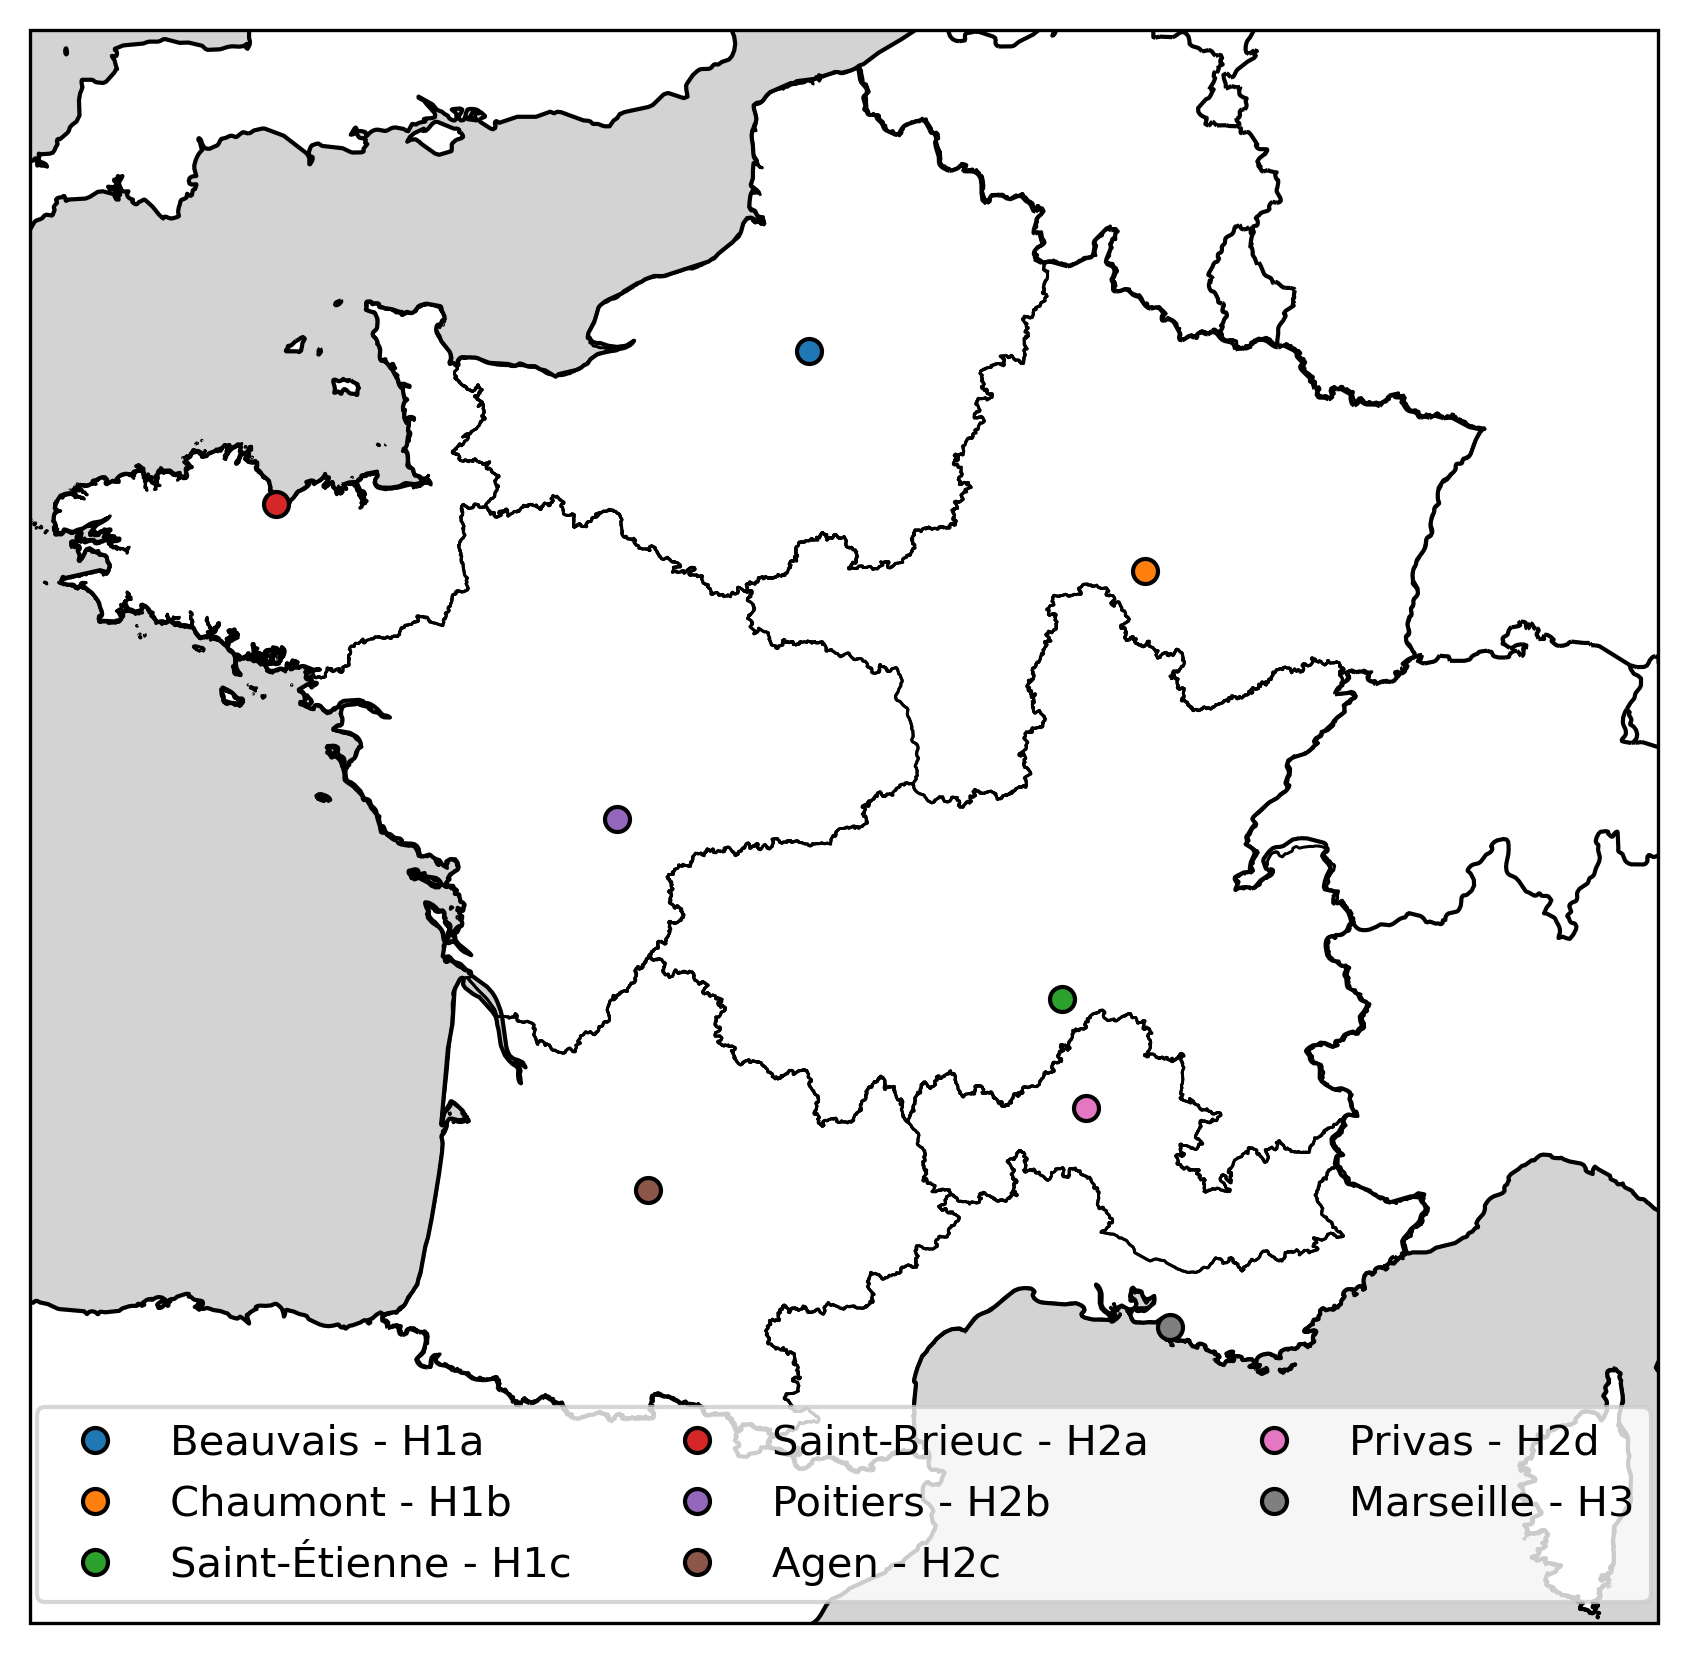 Beauvais - H1a
Chaumont - H1b
Saint-Étienne - H1c
Saint-Brieuc - H2a
Poitiers - H2b
Agen - H2c
Privas - H2d
Marseille - H3